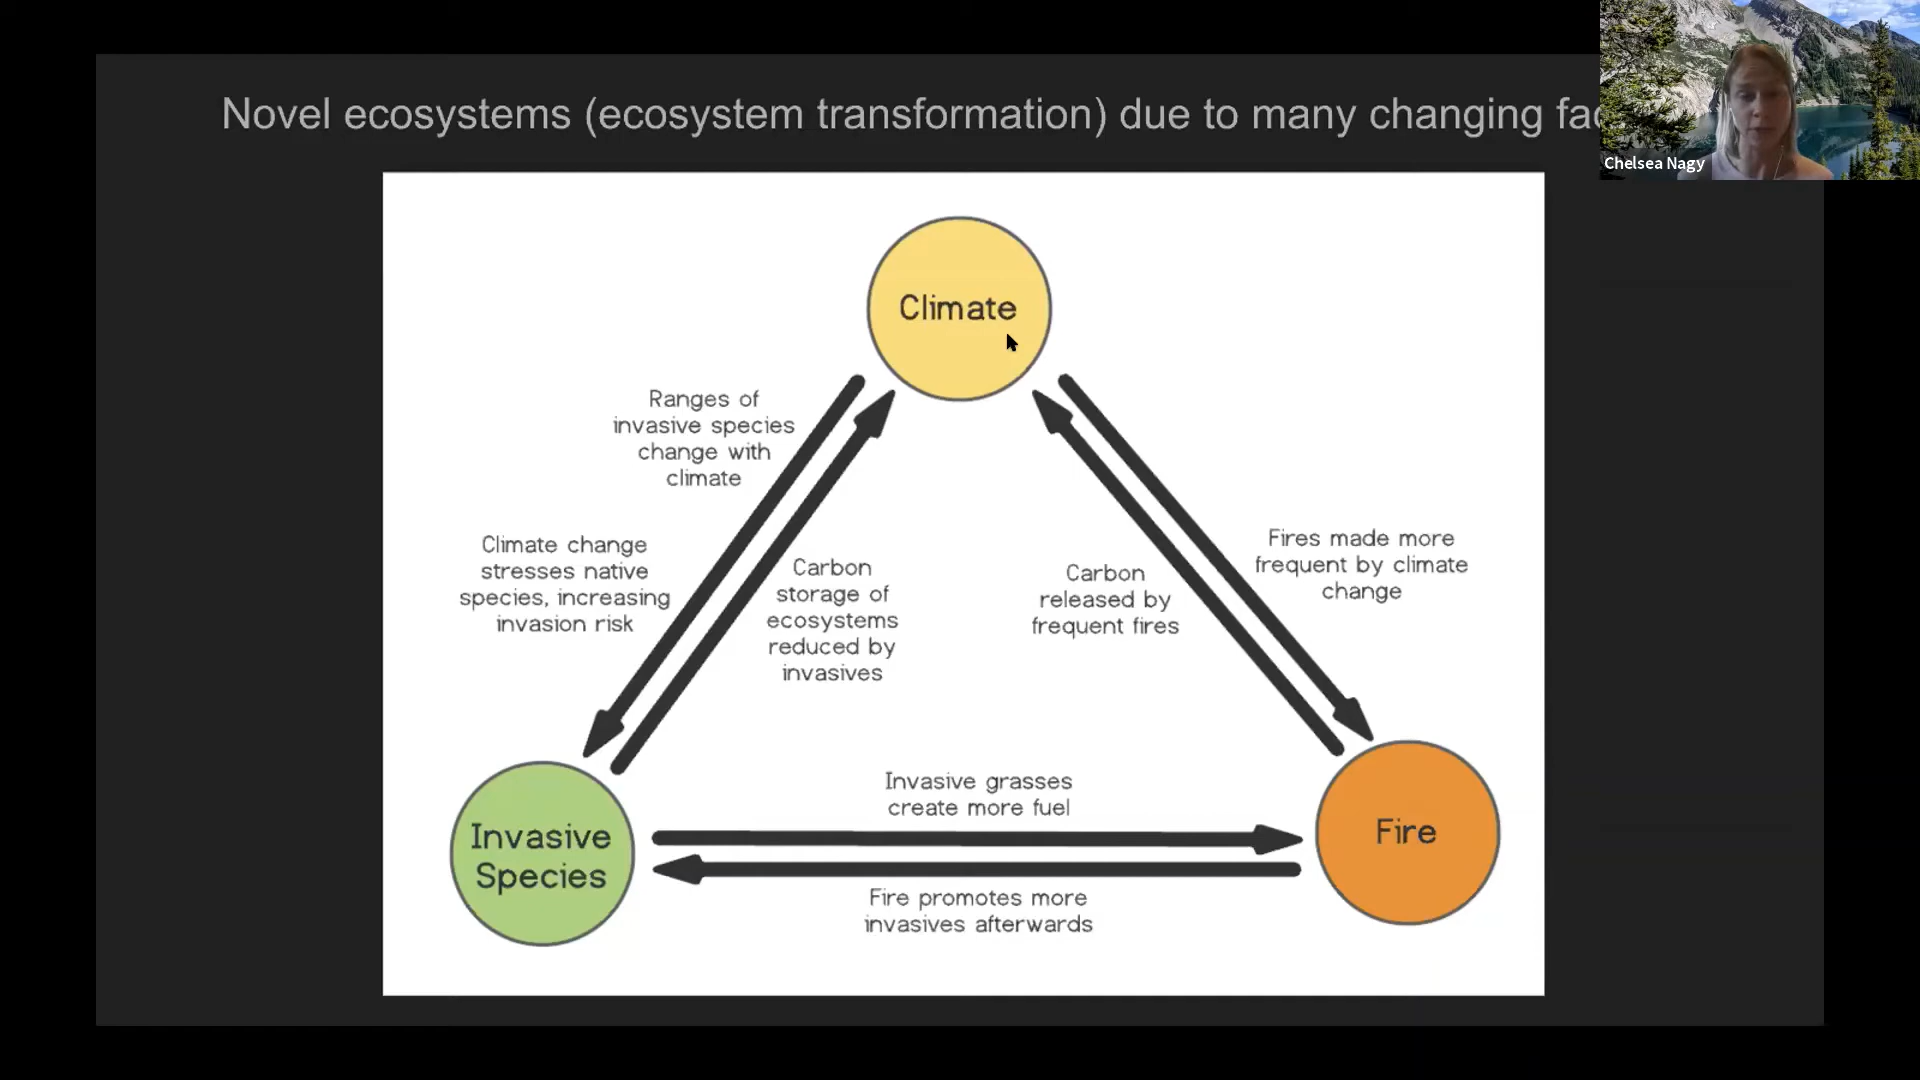 Novel ecosystems (ecosystem transformation) due to many changing
Chelsea Nagy
Climate
Ranges of
invasive species
change with
climate
Climate change
stresses native
species, increasing
invasion risk
Carbon
storage of
ecosystems
reduced by
invasives
Carbon
released by
frequent fires
Fires made more
frequent by climate
change
Invasive grasses
create more fuel
Invasive
Species
Fire
Fire promotes more
invasives afterwards